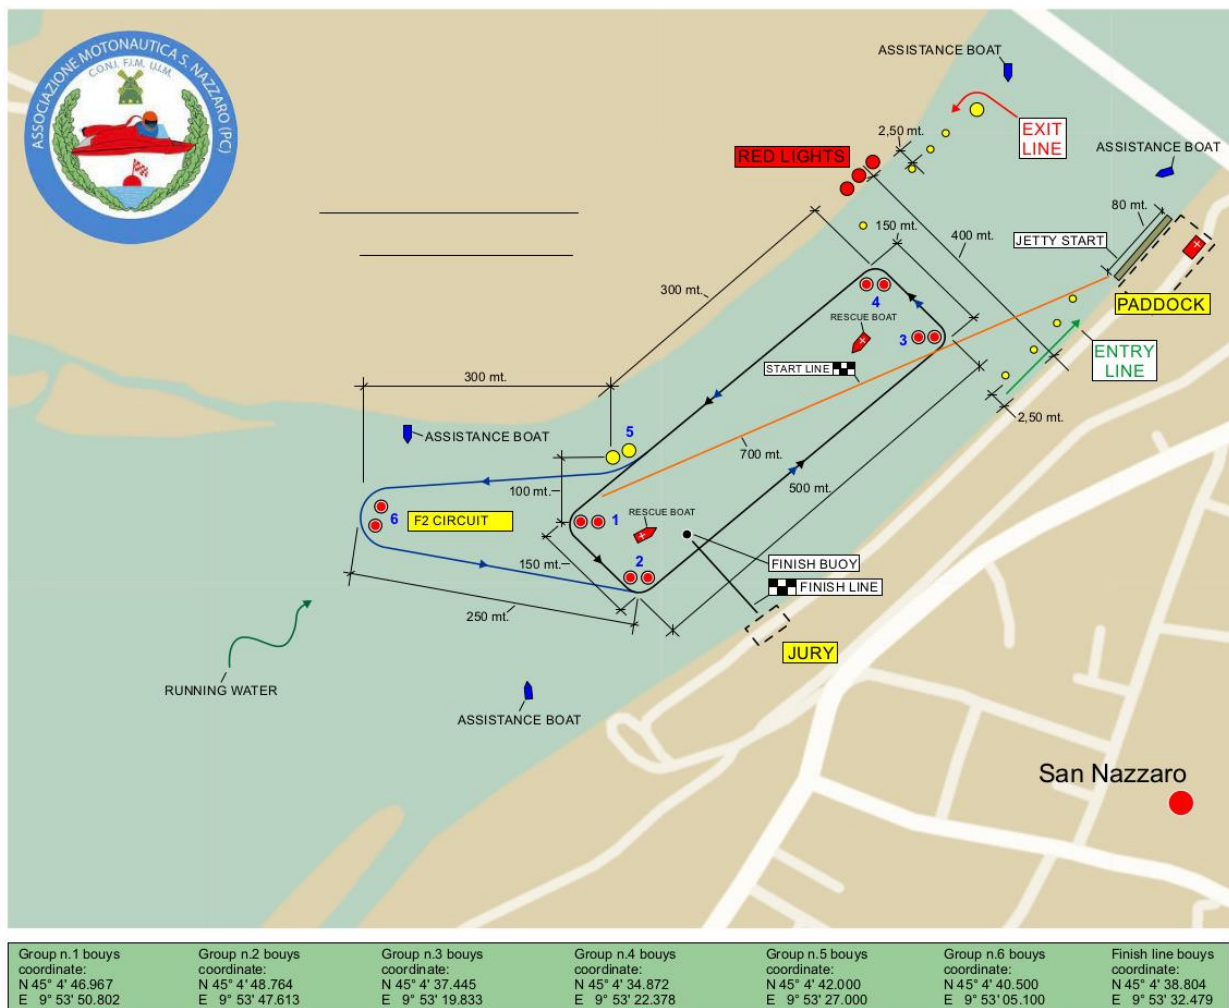 ASSOCIAZIONE MOTONAUTICA S. NAZZARO (PC)
C.O.N.I. F.I.M. U.I.M.
ASSISTANCE BOAT
EXIT
LINE
2,50 mt.
RED LIGHTS
ASSISTANCE BOAT
80 mt.
150 mt.
400 mt.
JETTY START
300 mt.
PADDOCK
4
RESCUE BOAT
3
ENTRY
LINE
START LINE
300 mt.
2,50 mt.
5
ASSISTANCE BOAT
700 mt.
500 mt.
100 mt.
6
F2 CIRCUIT
1
RESCUE BOAT
150 mt.
2
FINISH BUOY
FINISH LINE
250 mt.
JURY
RUNNING WATER
ASSISTANCE BOAT
San Nazzaro
Group n.1 bouys
coordinate:
N 45° 4' 46.967
E 9° 53' 50.802
Group n.2 bouys
coordinate:
N 45° 4' 48.764
E 9° 53' 47.613
Group n.3 bouys
coordinate:
N 45° 4' 37.445
E 9° 53' 19.833
Group n.4 bouys
coordinate:
N 45° 4' 34.872
E 9° 53' 22.378
Group n.5 bouys
coordinate:
N 45° 4' 42.000
E 9° 53' 27.000
Group n.6 bouys
coordinate:
N 45° 4' 40.500
E 9° 53' 05.100
Finish line bouys
coordinate:
N 45° 4' 38.804
E 9° 53' 32.479